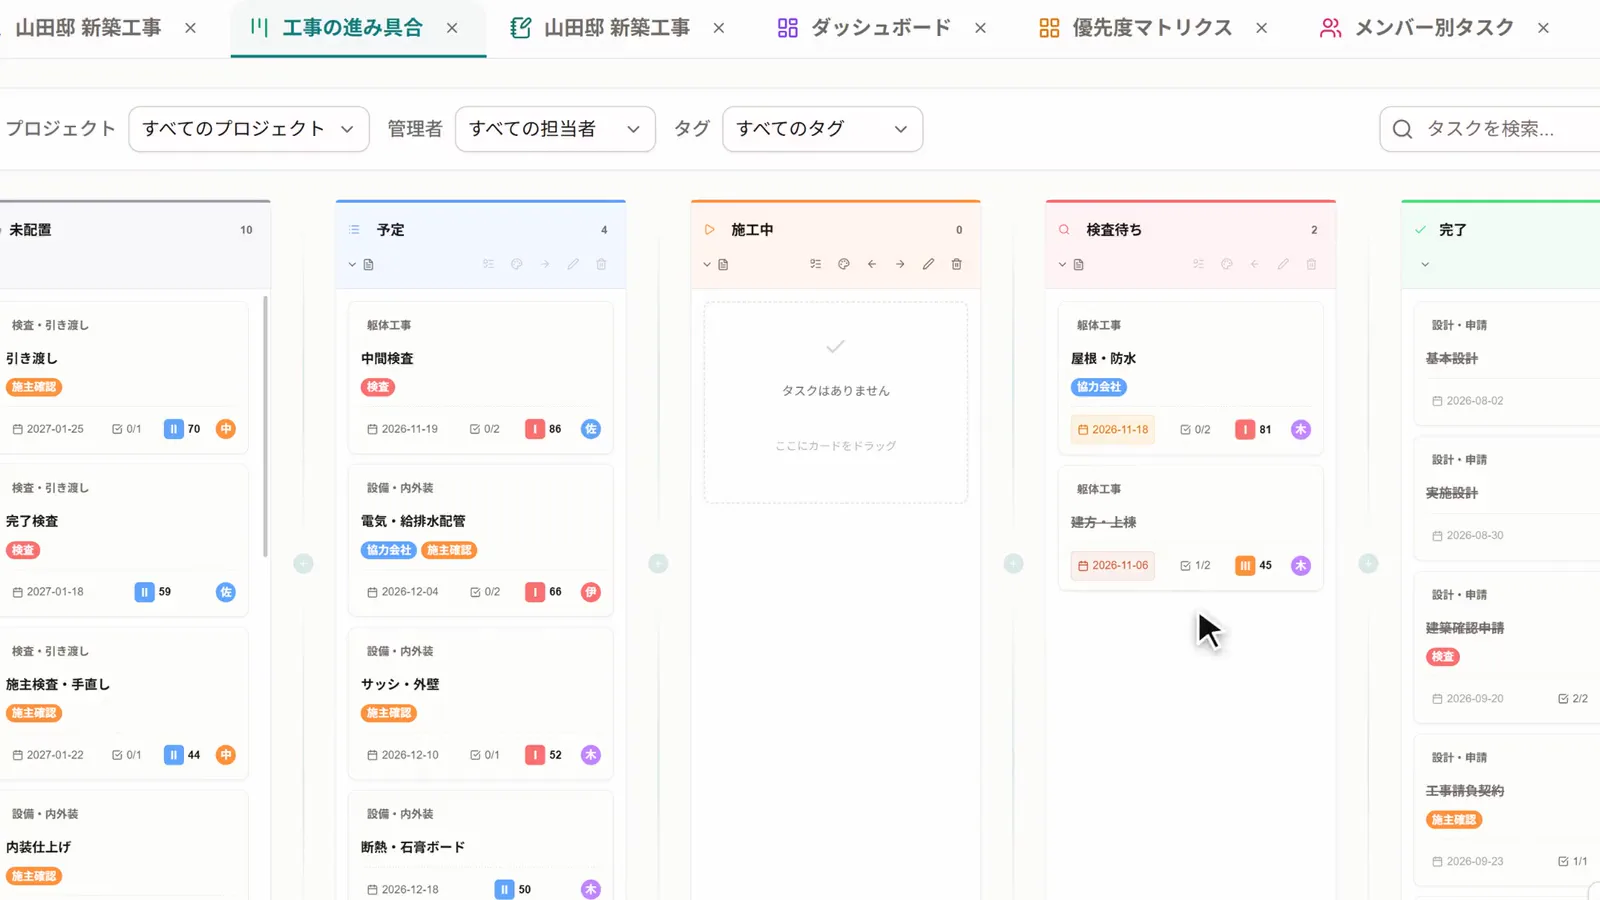 山田邸 新築工事
工事の進み具合
山田邸 新築工事
ダッシュボード
優先度マトリクス
メンバー別タスク
プロジェクト
すべてのプロジェクト
管理者
すべての担当者
タグ
すべてのタグ
タスクを検索...
未配置
10
検査・引き渡し
引き渡し
施主確認
2027-01-25
0/1
II
70
中
検査・引き渡し
完了検査
検査
2027-01-18
II
59
佐
検査・引き渡し
施主検査・手直し
施主確認
2027-01-22
0/1
II
44
中
設備・内外装
内装仕上げ
施主確認
予定
4
躯体工事
中間検査
検査
2026-11-19
0/2
I
86
佐
設備・内外装
電気・給排水配管
協力会社 施主確認
2026-12-04
0/2
I
66
伊
設備・内外装
サッシ・外壁
施主確認
2026-12-10
0/1
I
52
木
設備・内外装
断熱・石膏ボード
2026-12-18
II
50
木
施工中
0
タスクはありません
ここにカードをドラッグ
検査待ち
2
躯体工事
屋根・防水
協力会社
2026-11-18
0/2
I
81
木
躯体工事
建方・上棟
2026-11-06
1/2
III
45
木
完了
設計・申請
基本設計
2026-08-02
設計・申請
実施設計
2026-08-30
設計・申請
建築確認申請
検査
2026-09-20
2/2
設計・申請
工事請負契約
施主確認
2026-09-23
1/1